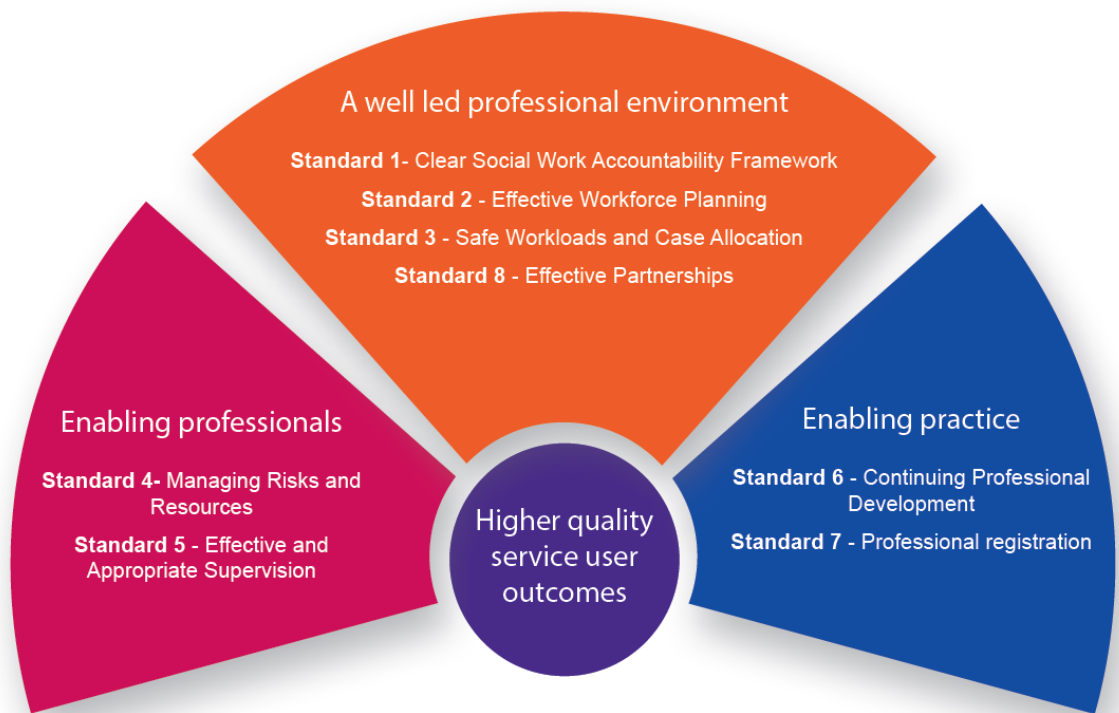 A well led professional environment
Standard 1- Clear Social Work Accountability Framework
Standard 2 - Effective Workforce Planning
Standard 3 - Safe Workloads and Case Allocation
Standard 8 - Effective Partnerships
Enabling professionals
Standard 4- Managing Risks and
Resources
Standard 5 - Effective and
Appropriate Supervision
Higher quality
service user
outcomes
Enabling practice
Standard 6 - Continuing Professional
Development
Standard 7 - Professional registration